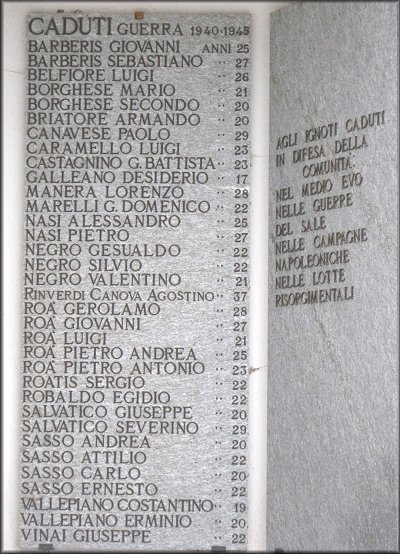 CADUTI GUERRA 1940·1945
BARBERIS GIOVANNI ANNI 25
BARBERIS SEBASTIANO " 27
BELFIORE LUIGI " 26
BORGHESE MARIO " 21
BORGHESE SECONDO " 20
BRIATORE ARMANDO " 20
CANAVESE PAOLO " 29
CARAMELLO LUIGI " 23
CASTAGNINO G. BATTISTA " 23
GALLEANO DESIDERIO " 17
MANERA LORENZO " 28
MARELLI G. DOMENICO " 22
NASI ALESSANDRO " 25
NASI PIETRO " 27
NEGRO GESUALDO " 22
NEGRO SILVIO " 22
NEGRO VALENTINO " 21
RINVERDI CANOVA AGOSTINO " 37
ROÀ GEROLAMO " 28
ROÀ GIOVANNI " 27
ROÀ LUIGI " 21
ROÀ PIETRO ANDREA " 25
ROÀ PIETRO ANTONIO " 23
ROATIS SERGIO " 22
ROBALDO EGIDIO " 22
SALVATICO GIUSEPPE " 20
SALVATICO SEVERINO " 29
SASSO ANDREA " 20
SASSO ATTILIO " 22
SASSO CARLO " 20
SASSO ERNESTO " 22
VALLEPIANO COSTANTINO " 19
VALLEPIANO ERMINIO " 20
VINAI GIUSEPPE " 22
AGLI IGNOTI CADUTI
IN DIFESA DELLA
COMUNITA':
NEL MEDIO EVO
NELLE GUERRE
DEL SALE
NELLE CAMPAGNE
NAPOLEONICHE
NELLE LOTTE
RISORGIMENTALI